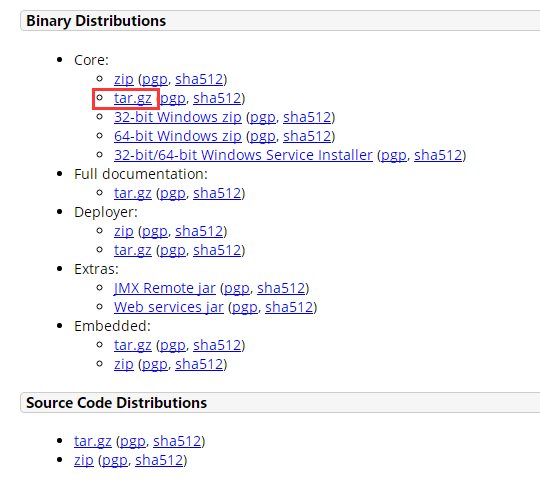 Binary Distributions
Core:
zip (pgp, sha512)
tar.gz (pgp, sha512)
32-bit Windows zip (pgp, sha512)
64-bit Windows zip (pgp, sha512)
32-bit/64-bit Windows Service Installer (pgp, sha512)
Full documentation:
tar.gz (pgp, sha512)
Deployer:
zip (pgp, sha512)
tar.gz (pgp, sha512)
Extras:
JMX Remote jar (pgp, sha512)
Web services jar (pgp, sha512)
Embedded:
tar.gz (pgp, sha512)
zip (pgp, sha512)
Source Code Distributions
tar.gz (pgp, sha512)
zip (pgp, sha512)